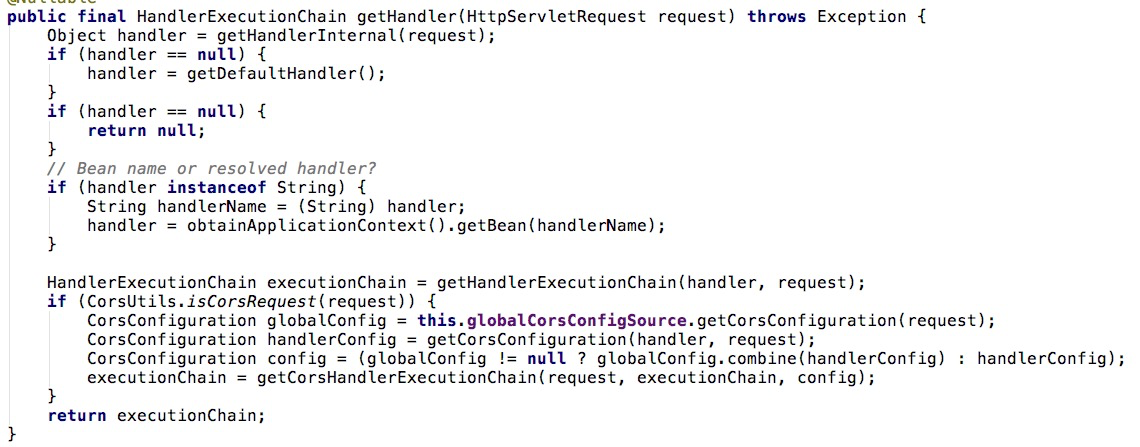 @Nullable
public final HandlerExecutionChain getHandler(HttpServletRequest request) throws Exception {
    Object handler = getHandlerInternal(request);
    if (handler == null) {
        handler = getDefaultHandler();
    }
    if (handler == null) {
        return null;
    }
    // Bean name or resolved handler?
    if (handler instanceof String) {
        String handlerName = (String) handler;
        handler = obtainApplicationContext().getBean(handlerName);
    }

    HandlerExecutionChain executionChain = getHandlerExecutionChain(handler, request);
    if (CorsUtils.isCorsRequest(request)) {
        CorsConfiguration globalConfig = this.globalCorsConfigSource.getCorsConfiguration(request);
        CorsConfiguration handlerConfig = getCorsConfiguration(handler, request);
        CorsConfiguration config = (globalConfig != null ? globalConfig.combine(handlerConfig) : handlerConfig);
        executionChain = getCorsHandlerExecutionChain(request, executionChain, config);
    }
    return executionChain;
}